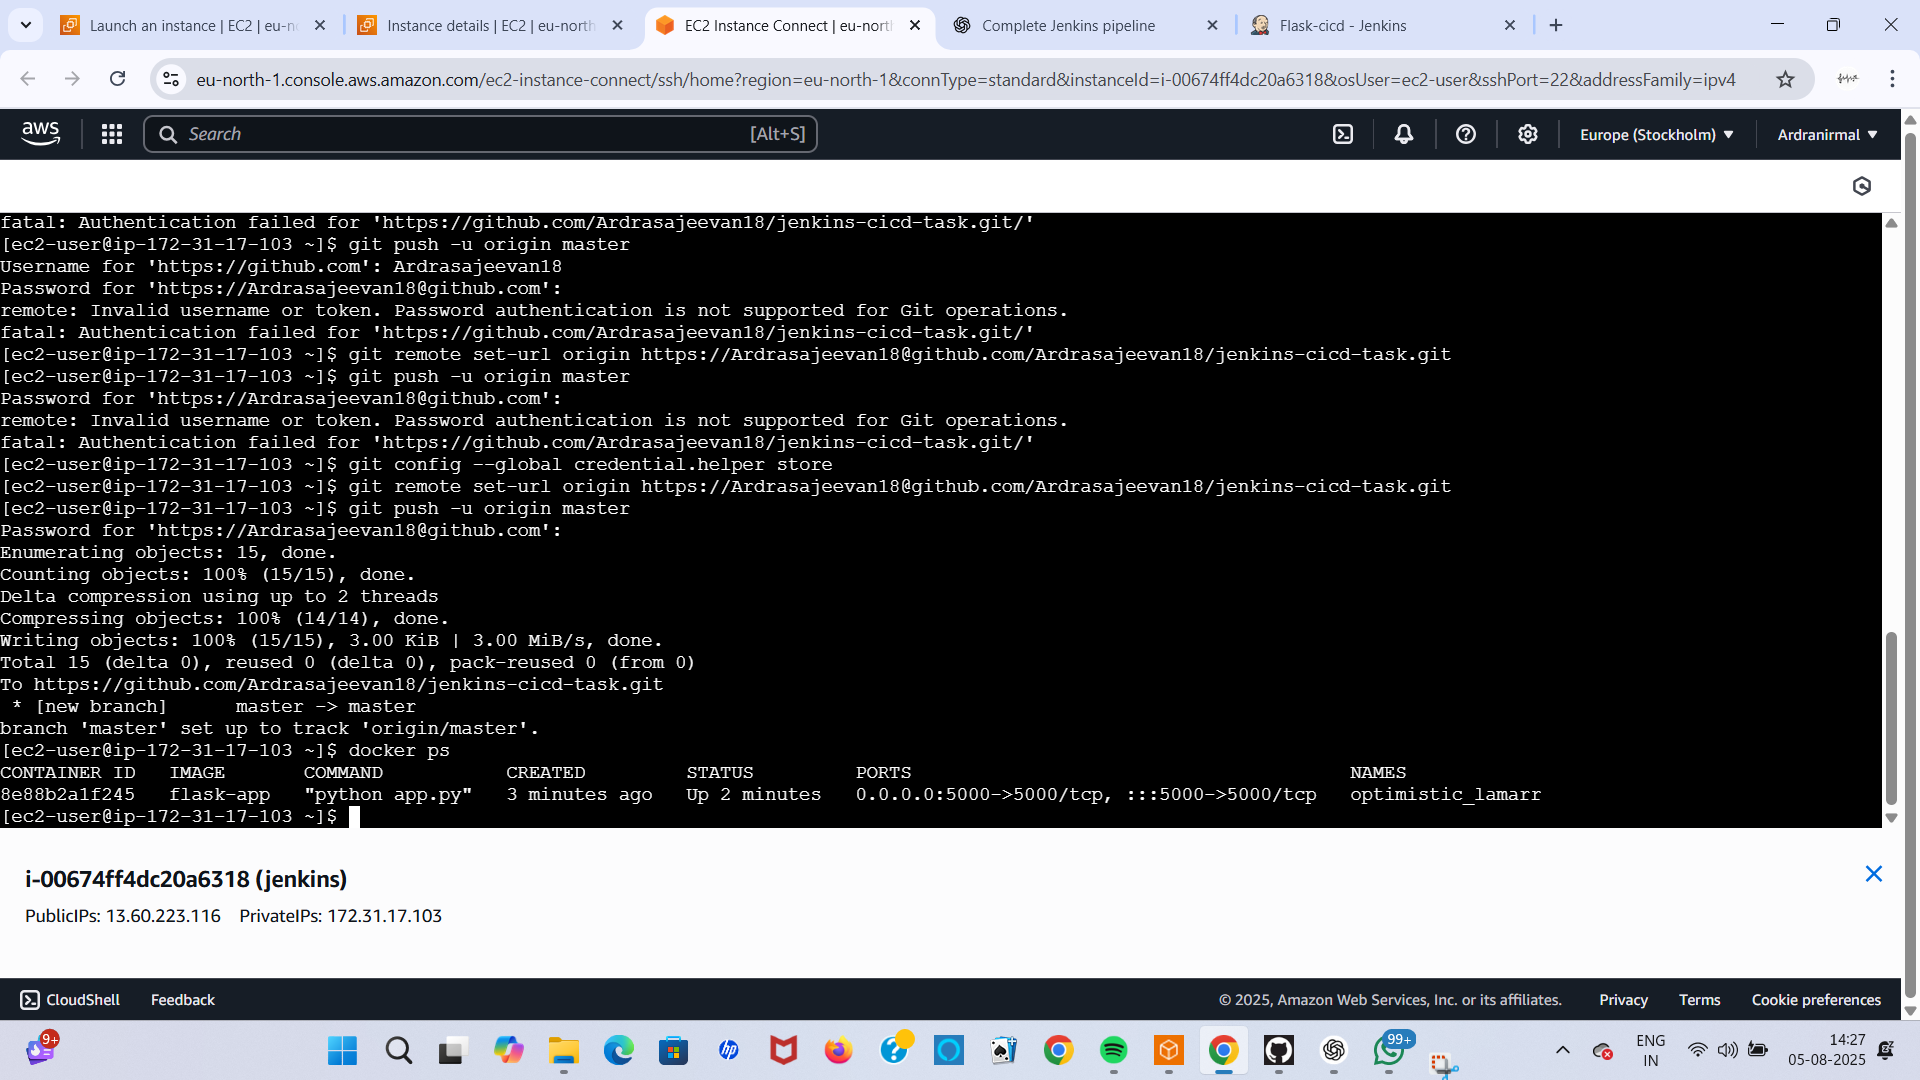 Launch an instance | EC2 | eu-n
Instance details | EC2 | eu-north
EC2 Instance Connect | eu-north
Complete Jenkins pipeline
Flask-cicd - Jenkins
eu-north-1.console.aws.amazon.com/ec2-instance-connect/ssh/home?region=eu-north-1&connType=standard&instanceId=i-00674ff4dc20a6318&osUser=ec2-user&sshPort=22&addressFamily=ipv4
aws
Search
[Alt+S]
Europe (Stockholm)
Ardranirmal
fatal: Authentication failed for 'https://github.com/Ardrasajeevan18/jenkins-cicd-task.git/'
[ec2-user@ip-172-31-17-103 ~]$ git push -u origin master
Username for 'https://github.com': Ardrasajeevan18
Password for 'https://Ardrasajeevan18@github.com':
remote: Invalid username or token. Password authentication is not supported for Git operations.
fatal: Authentication failed for 'https://github.com/Ardrasajeevan18/jenkins-cicd-task.git/'
[ec2-user@ip-172-31-17-103 ~]$ git remote set-url origin https://Ardrasajeevan18@github.com/Ardrasajeevan18/jenkins-cicd-task.git
[ec2-user@ip-172-31-17-103 ~]$ git push -u origin master
Password for 'https://Ardrasajeevan18@github.com':
remote: Invalid username or token. Password authentication is not supported for Git operations.
fatal: Authentication failed for 'https://github.com/Ardrasajeevan18/jenkins-cicd-task.git/'
[ec2-user@ip-172-31-17-103 ~]$ git config --global credential.helper store
[ec2-user@ip-172-31-17-103 ~]$ git remote set-url origin https://Ardrasajeevan18@github.com/Ardrasajeevan18/jenkins-cicd-task.git
[ec2-user@ip-172-31-17-103 ~]$ git push -u origin master
Password for 'https://Ardrasajeevan18@github.com':
Enumerating objects: 15, done.
Counting objects: 100% (15/15), done.
Delta compression using up to 2 threads
Compressing objects: 100% (14/14), done.
Writing objects: 100% (15/15), 3.00 KiB | 3.00 MiB/s, done.
Total 15 (delta 0), reused 0 (delta 0), pack-reused 0 (from 0)
To https://github.com/Ardrasajeevan18/jenkins-cicd-task.git
 * [new branch]      master -> master
branch 'master' set up to track 'origin/master'.
[ec2-user@ip-172-31-17-103 ~]$ docker ps
CONTAINER ID   IMAGE       COMMAND           CREATED         STATUS         PORTS                                       NAMES
8e88b2a1f245   flask-app   "python app.py"   3 minutes ago   Up 2 minutes   0.0.0.0:5000->5000/tcp, :::5000->5000/tcp   optimistic_lamarr
[ec2-user@ip-172-31-17-103 ~]$
i-00674ff4dc20a6318 (jenkins)
PublicIPs: 13.60.223.116   PrivateIPs: 172.31.17.103
CloudShell
Feedback
© 2025, Amazon Web Services, Inc. or its affiliates.
Privacy
Terms
Cookie preferences
9+
hp
99+
ENG
IN
14:27
05-08-2025